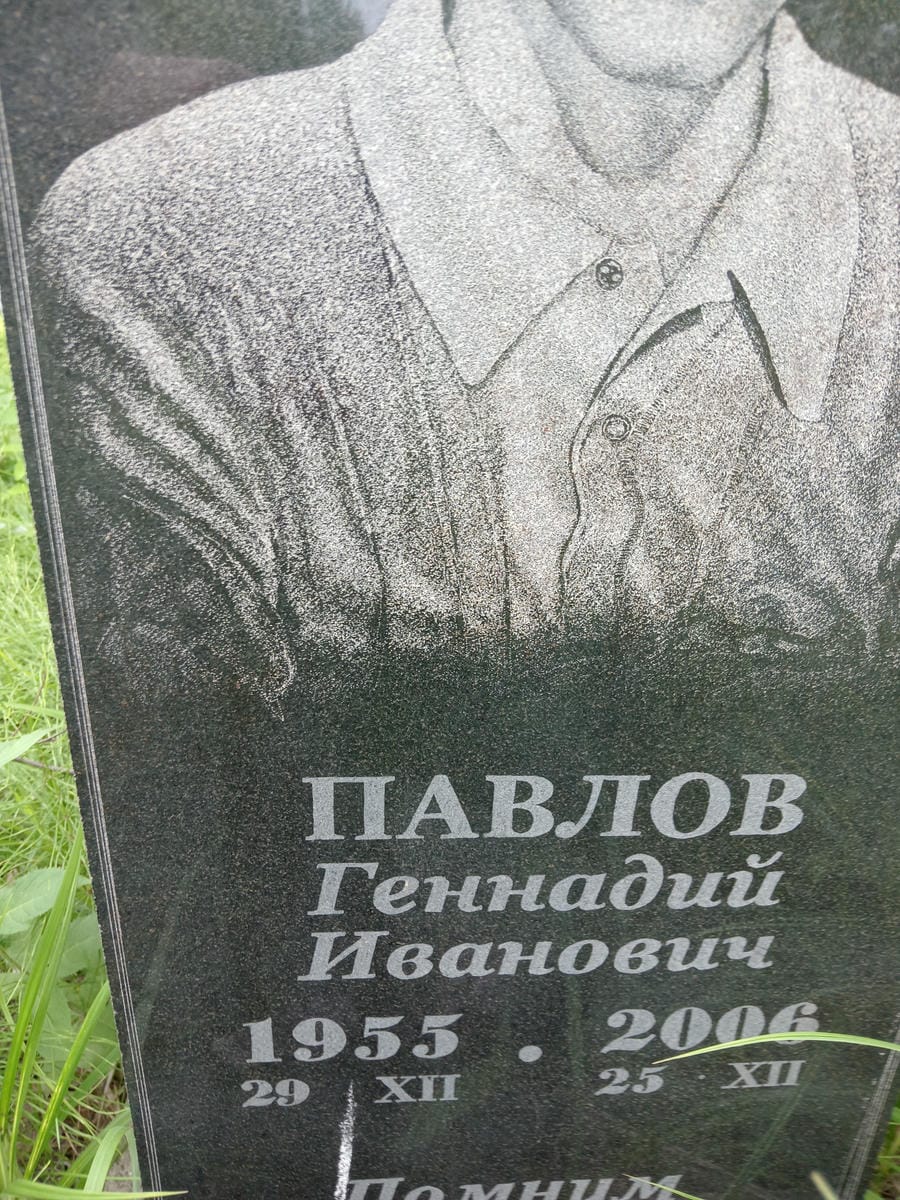 ПАВЛОВ
Геннадий
Иванович
1955 . 2006
29 XII 25 XII
Помним